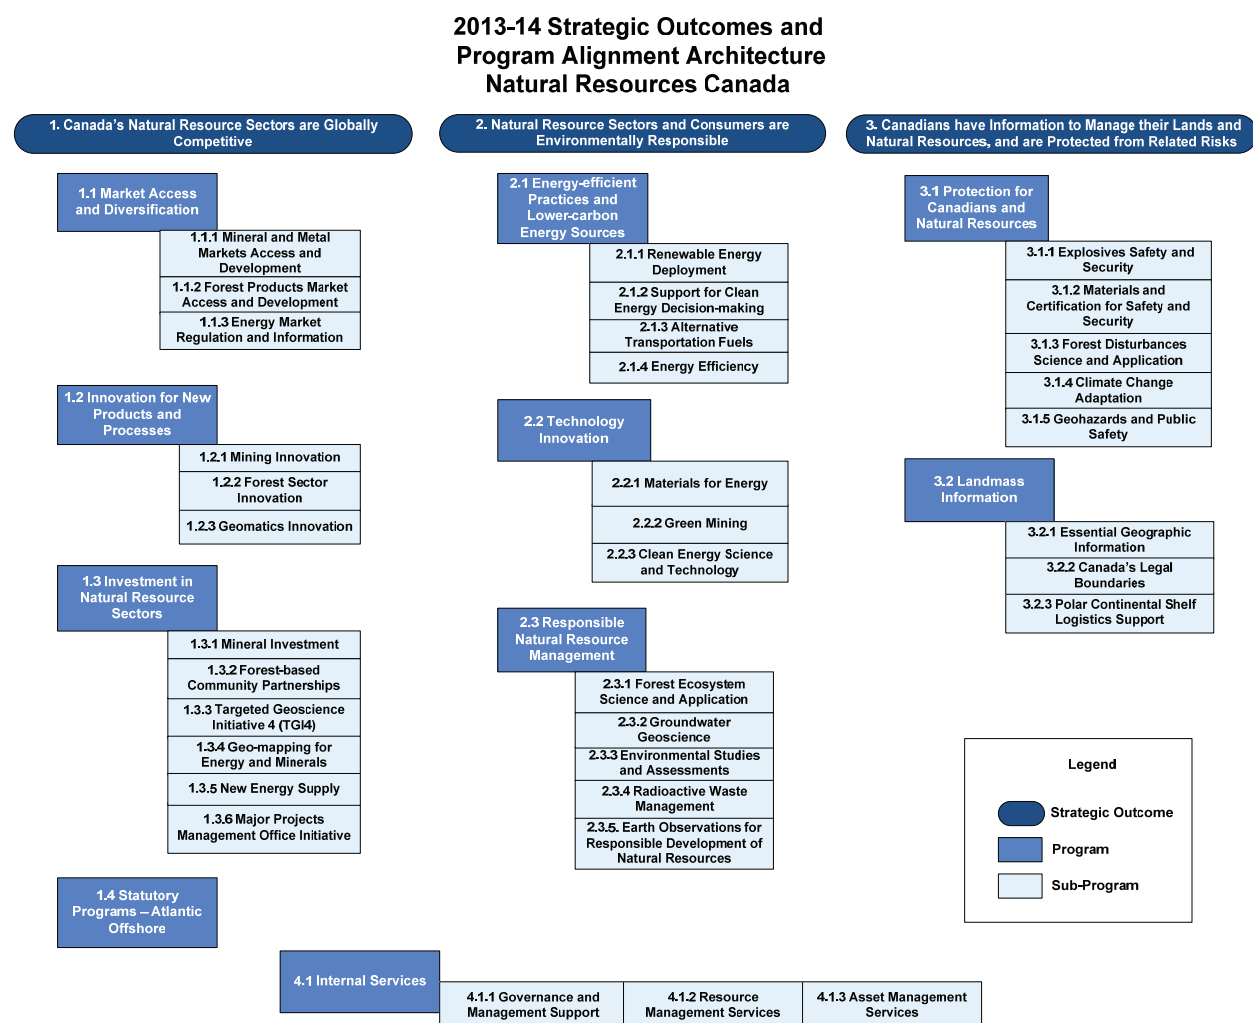 2013-14 Strategic Outcomes and
Program Alignment Architecture
Natural Resources Canada
1. Canada's Natural Resource Sectors are Globally
Competitive
1.1 Market Access
and Diversification
1.1.1 Mineral and Metal
Markets Access and
Development
1.1.2 Forest Products Market
Access and Development
1.1.3 Energy Market
Regulation and Information
1.2 Innovation for New
Products and
Processes
1.2.1 Mining Innovation
1.2.2 Forest Sector
Innovation
1.2.3 Geomatics Innovation
1.3 Investment in
Natural Resource
Sectors
1.3.1 Mineral Investment
1.3.2 Forest-based
Community Partnerships
1.3.3 Targeted Geoscience
Initiative 4 (TGI4)
1.3.4 Geo-mapping for
Energy and Minerals
1.3.5 New Energy Supply
1.3.6 Major Projects
Management Office Initiative
1.4 Statutory
Programs – Atlantic
Offshore
2. Natural Resource Sectors and Consumers are
Environmentally Responsible
2.1 Energy-efficient
Practices and
Lower-carbon
Energy Sources
2.1.1 Renewable Energy
Deployment
2.1.2 Support for Clean
Energy Decision-making
2.1.3 Alternative
Transportation Fuels
2.1.4 Energy Efficiency
2.2 Technology
Innovation
2.2.1 Materials for Energy
2.2.2 Green Mining
2.2.3 Clean Energy Science
and Technology
2.3 Responsible
Natural Resource
Management
2.3.1 Forest Ecosystem
Science and Application
2.3.2 Groundwater
Geoscience
2.3.3 Environmental Studies
and Assessments
2.3.4 Radioactive Waste
Management
2.3.5. Earth Observations for
Responsible Development of
Natural Resources
3. Canadians have Information to Manage their Lands and
Natural Resources, and are Protected from Related Risks
3.1 Protection for
Canadians and
Natural Resources
3.1.1 Explosives Safety and
Security
3.1.2 Materials and
Certification for Safety and
Security
3.1.3 Forest Disturbances
Science and Application
3.1.4 Climate Change
Adaptation
3.1.5 Geohazards and Public
Safety
3.2 Landmass
Information
3.2.1 Essential Geographic
Information
3.2.2 Canada's Legal
Boundaries
3.2.3 Polar Continental Shelf
Logistics Support
Legend
Strategic Outcome
Program
Sub-Program
4.1 Internal Services
4.1.1 Governance and
Management Support
4.1.2 Resource
Management Services
4.1.3 Asset Management
Services